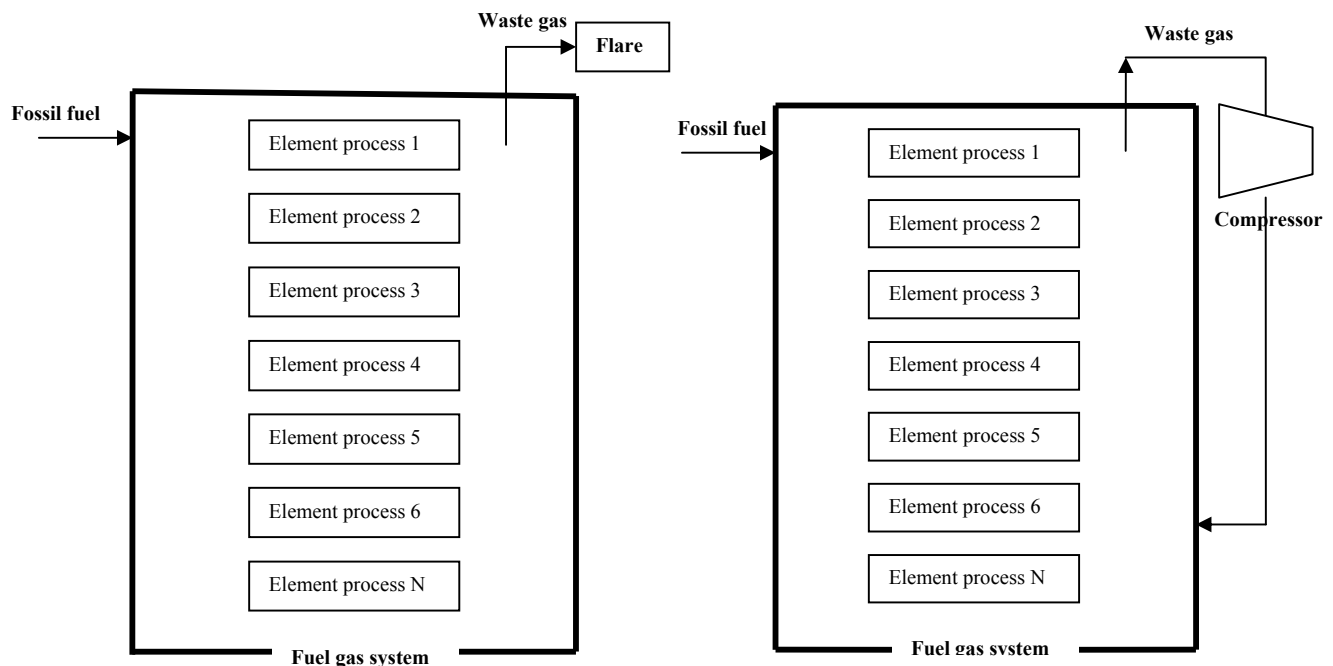 Waste gas
Flare
Fossil fuel
Element process 1
Element process 2
Element process 3
Element process 4
Element process 5
Element process 6
Element process N
Fuel gas system
Waste gas
Fossil fuel
Compressor
Element process 1
Element process 2
Element process 3
Element process 4
Element process 5
Element process 6
Element process N
Fuel gas system